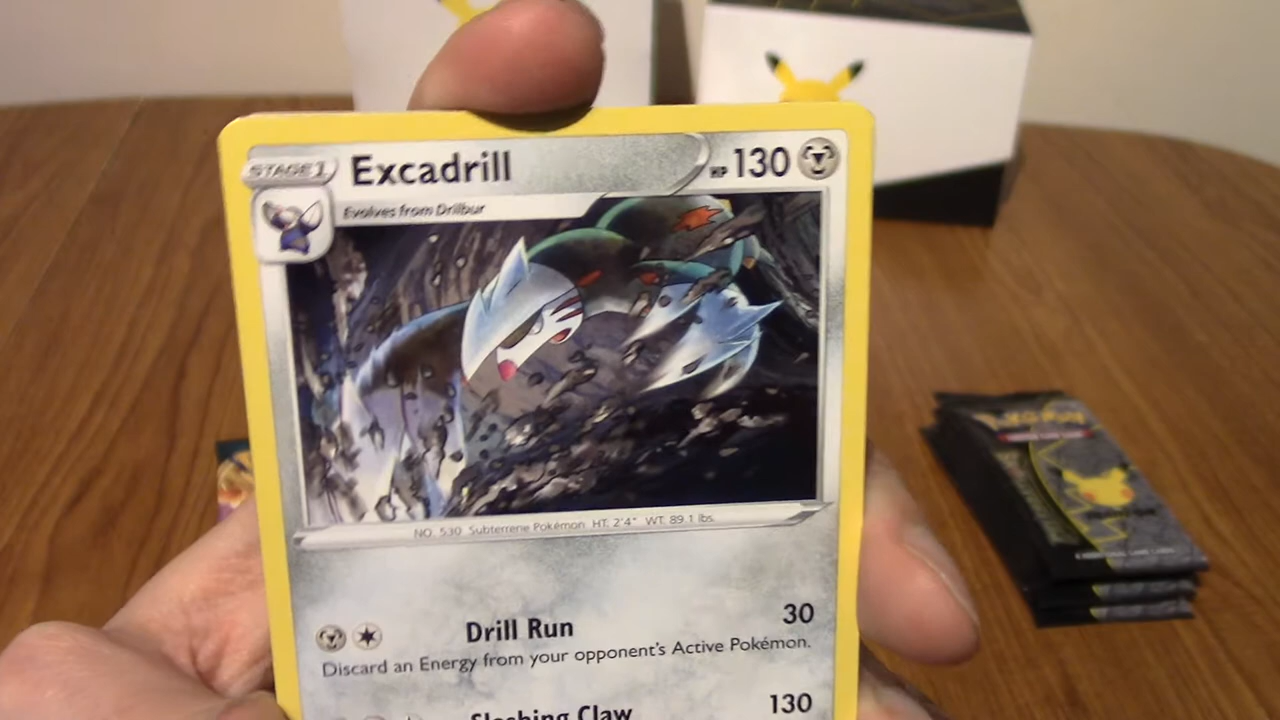 STAGE 1
Excadrill
HP 130
Evolves from Drilbur
NO. 530 Subterrene Pokémon HT: 2'4" WT: 89.1 lbs.
Drill Run
30
Discard an Energy from your opponent's Active Pokémon.
Slashing Claw
130
Pokémon